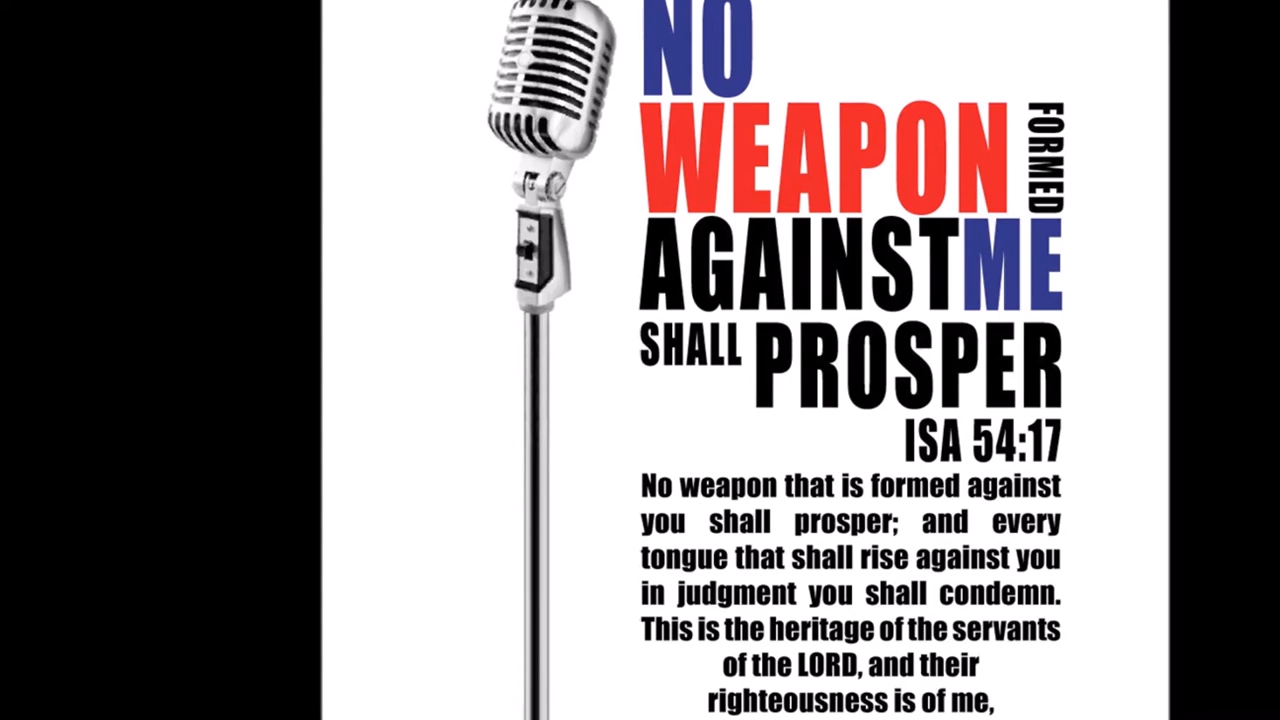 NO
WEAPON FORMED
AGAINST ME
SHALL PROSPER
ISA 54:17
No weapon that is formed against
you shall prosper; and every
tongue that shall rise against you
in judgment you shall condemn.
This is the heritage of the servants
of the LORD, and their
righteousness is of me,